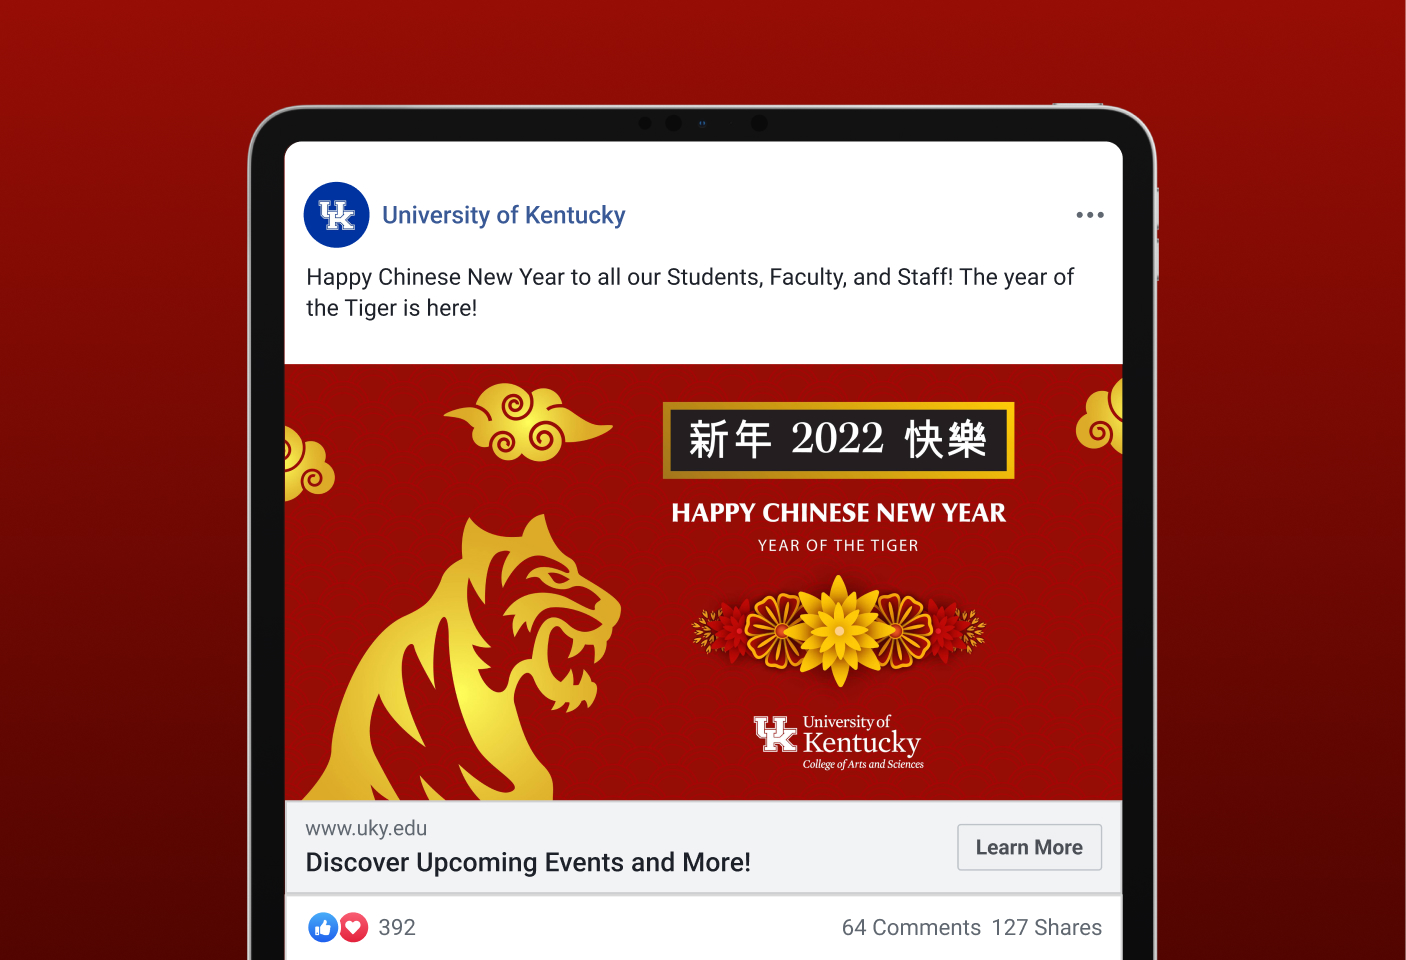 UK
University of Kentucky
Happy Chinese New Year to all our Students, Faculty, and Staff! The year of
the Tiger is here!
新年 2022 快樂
HAPPY CHINESE NEW YEAR
YEAR OF THE TIGER
UK
University of
Kentucky
College of Arts and Sciences
www.uky.edu
Discover Upcoming Events and More!
Learn More
392
64 Comments 127 Shares